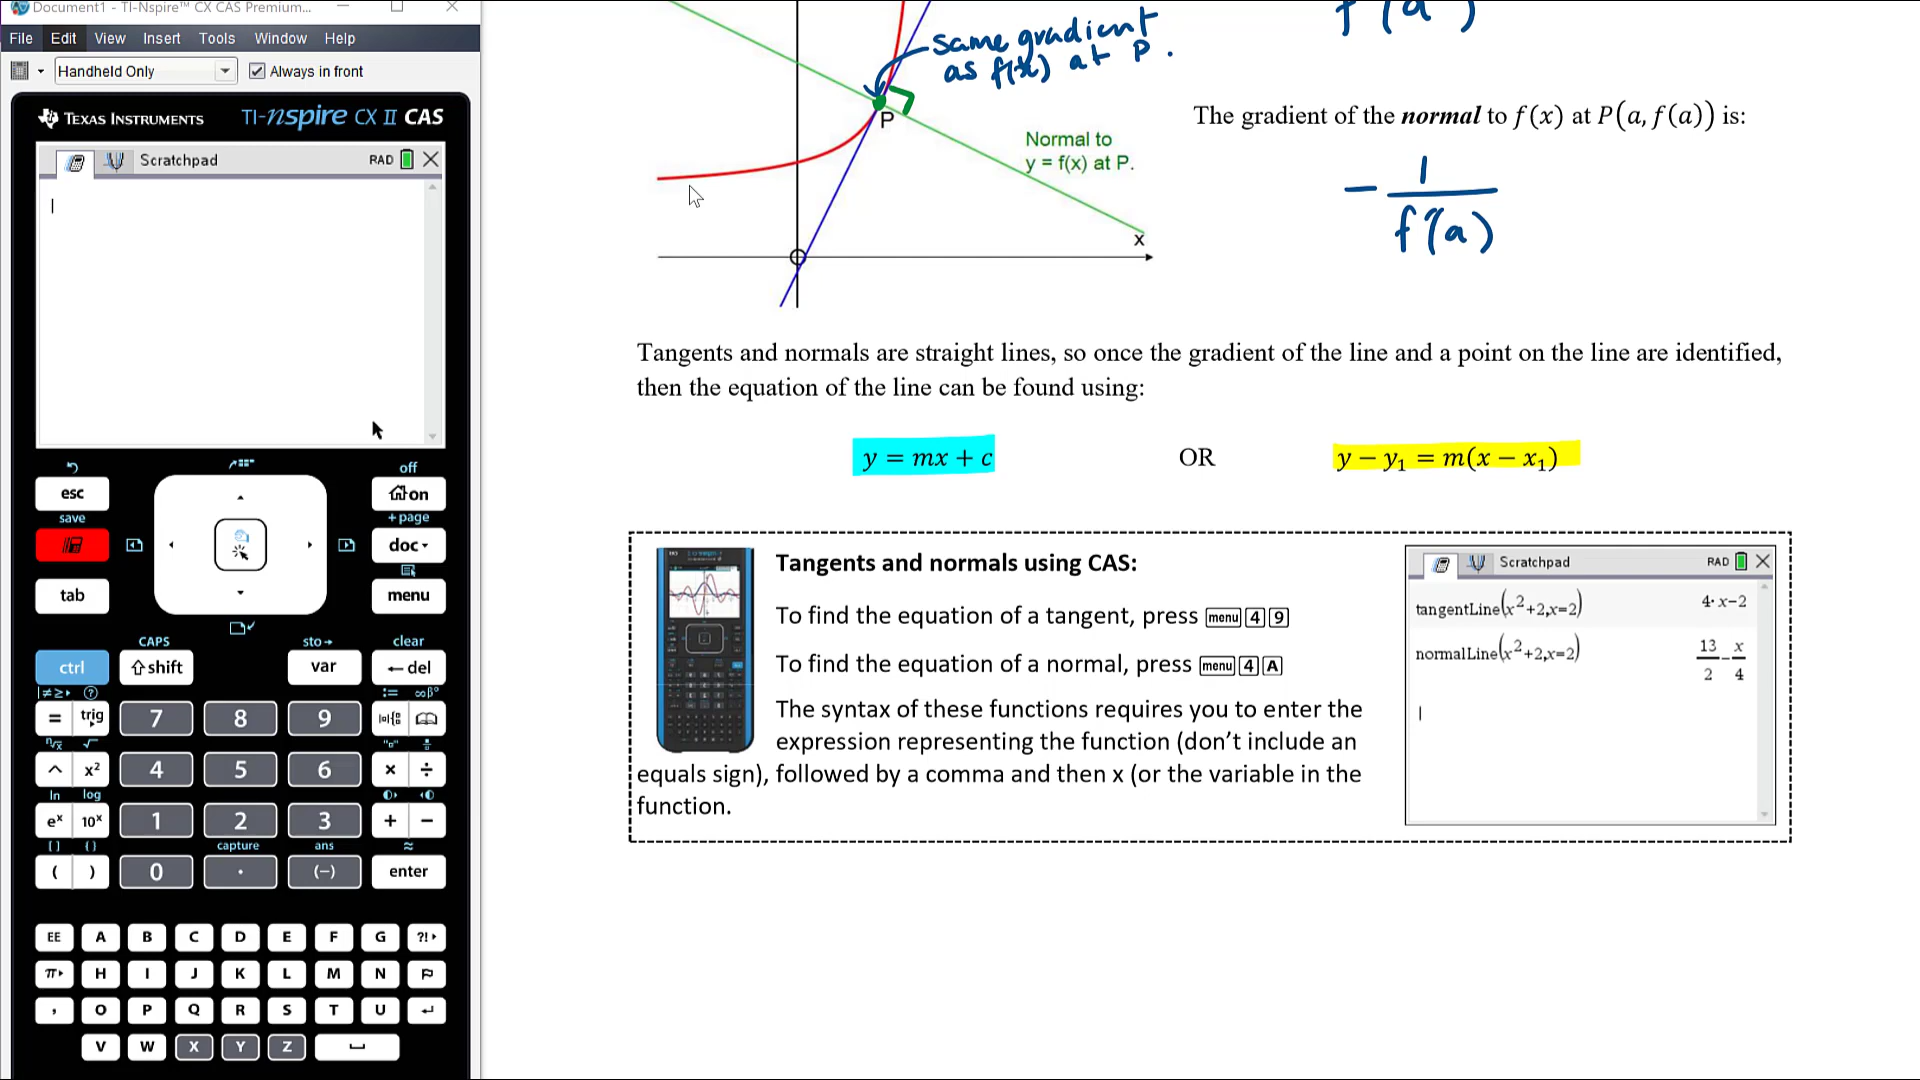 Document1 - TI-Nspire™ CX CAS Premium...
File Edit View Insert Tools Window Help
Handheld Only
Always in front
TEXAS INSTRUMENTS TI-nspire CX II CAS
Scratchpad RAD
off
esc on
save + page
doc
tab menu
CAPS sto→ clear
ctrl ⇧shift var ←del
|≠≥▸ ? := ∞β°
= trig 7 8 9
ⁿ√x √
^ x² 4 5 6 × ÷
ln log
eˣ 10ˣ 1 2 3 + −
[ ] { } capture ans ≈
( ) 0 . (−) enter
EE A B C D E F G ?!▸
π▸ H I J K L M N
, O P Q R S T U ↵
V W X Y Z
f'(a)
same gradient
as f(x) at P.
P
Normal to
y = f(x) at P.
x
O
The gradient of the normal to f(x) at P(a, f(a)) is:
− 1
f'(a)
Tangents and normals are straight lines, so once the gradient of the line and a point on the line are identified,
then the equation of the line can be found using:
y = mx + c OR y − y₁ = m(x − x₁)
Tangents and normals using CAS:
To find the equation of a tangent, press menu 4 9
To find the equation of a normal, press menu 4 A
The syntax of these functions requires you to enter the
expression representing the function (don’t include an
equals sign), followed by a comma and then x (or the variable in the
function.
Scratchpad RAD
tangentLine(x²+2,x=2) 4·x−2
normalLine(x²+2,x=2) 13/2 − x/4